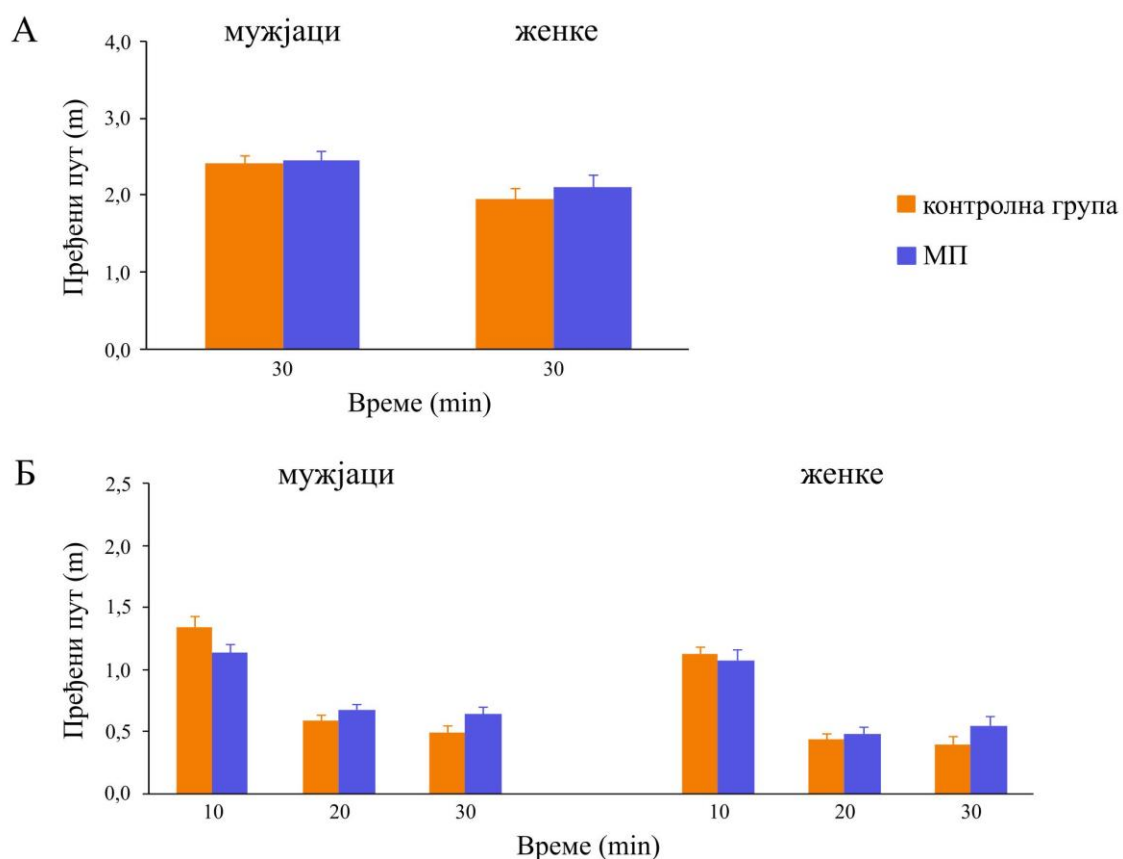 А
мужјаци
женке
4,0
3,0
2,0
1,0
0,0
Пређени пут (m)
30
30
Време (min)
контролна група
МП
Б
мужјаци
женке
2,5
2,0
1,5
1,0
0,5
0,0
Пређени пут (m)
10
20
30
10
20
30
Време (min)